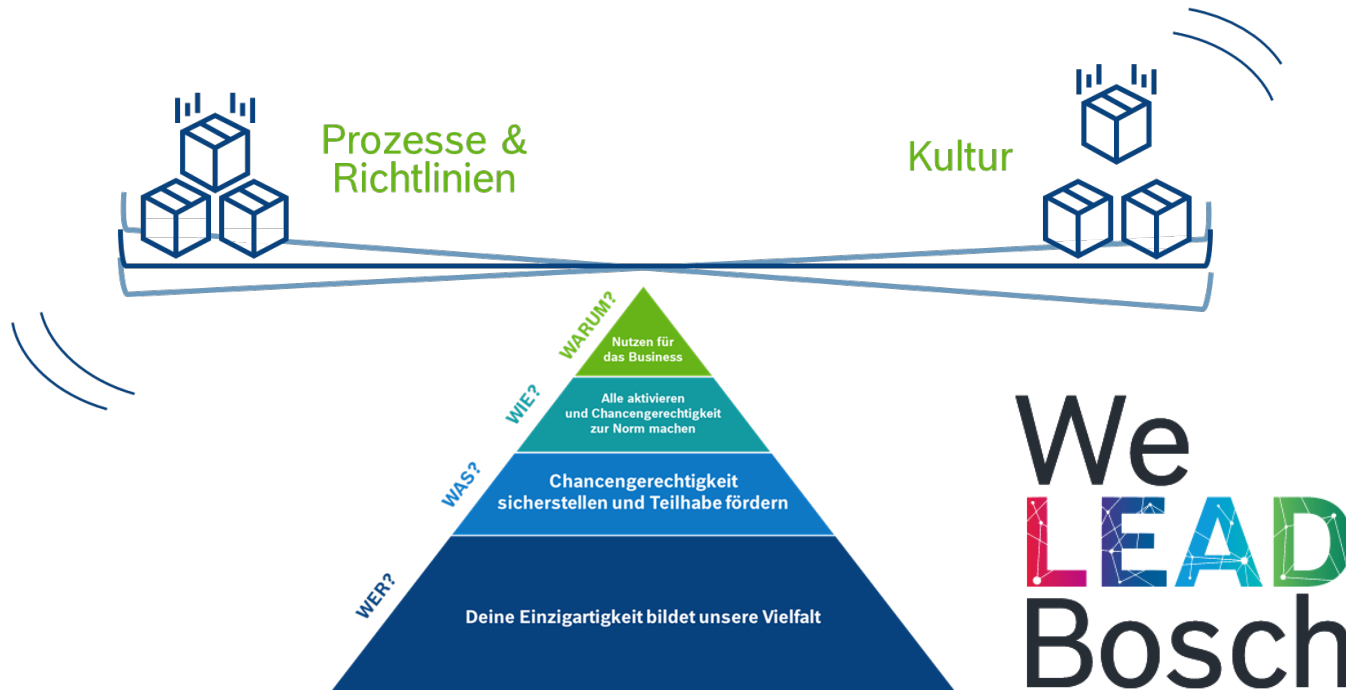 Prozesse &
Richtlinien
Kultur
WARUM?
Nutzen für
das Business
WIE?
Alle aktivieren
und Chancengerechtigkeit
zur Norm machen
WAS?
Chancengerechtigkeit
sicherstellen und Teilhabe fördern
WER?
Deine Einzigartigkeit bildet unsere Vielfalt
We
LEAD
Bosch